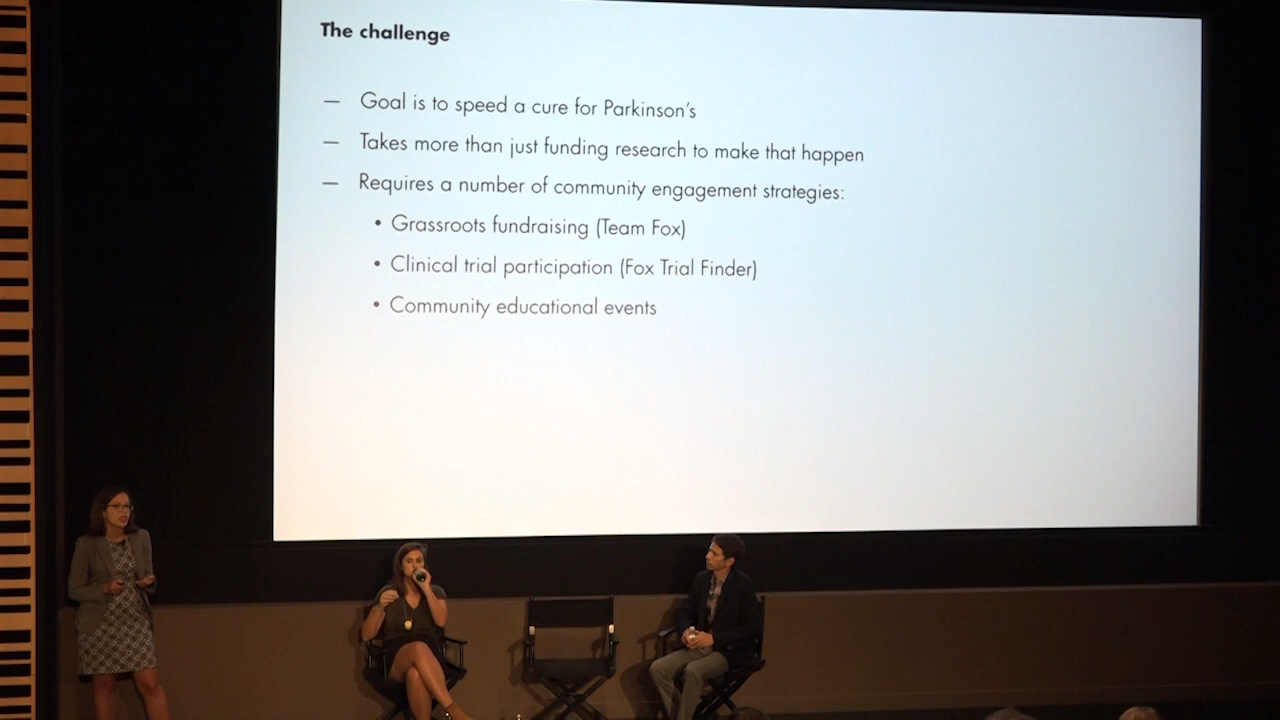 The challenge
— Goal is to speed a cure for Parkinson's
— Takes more than just funding research to make that happen
— Requires a number of community engagement strategies:
• Grassroots fundraising (Team Fox)
• Clinical trial participation (Fox Trial Finder)
• Community educational events